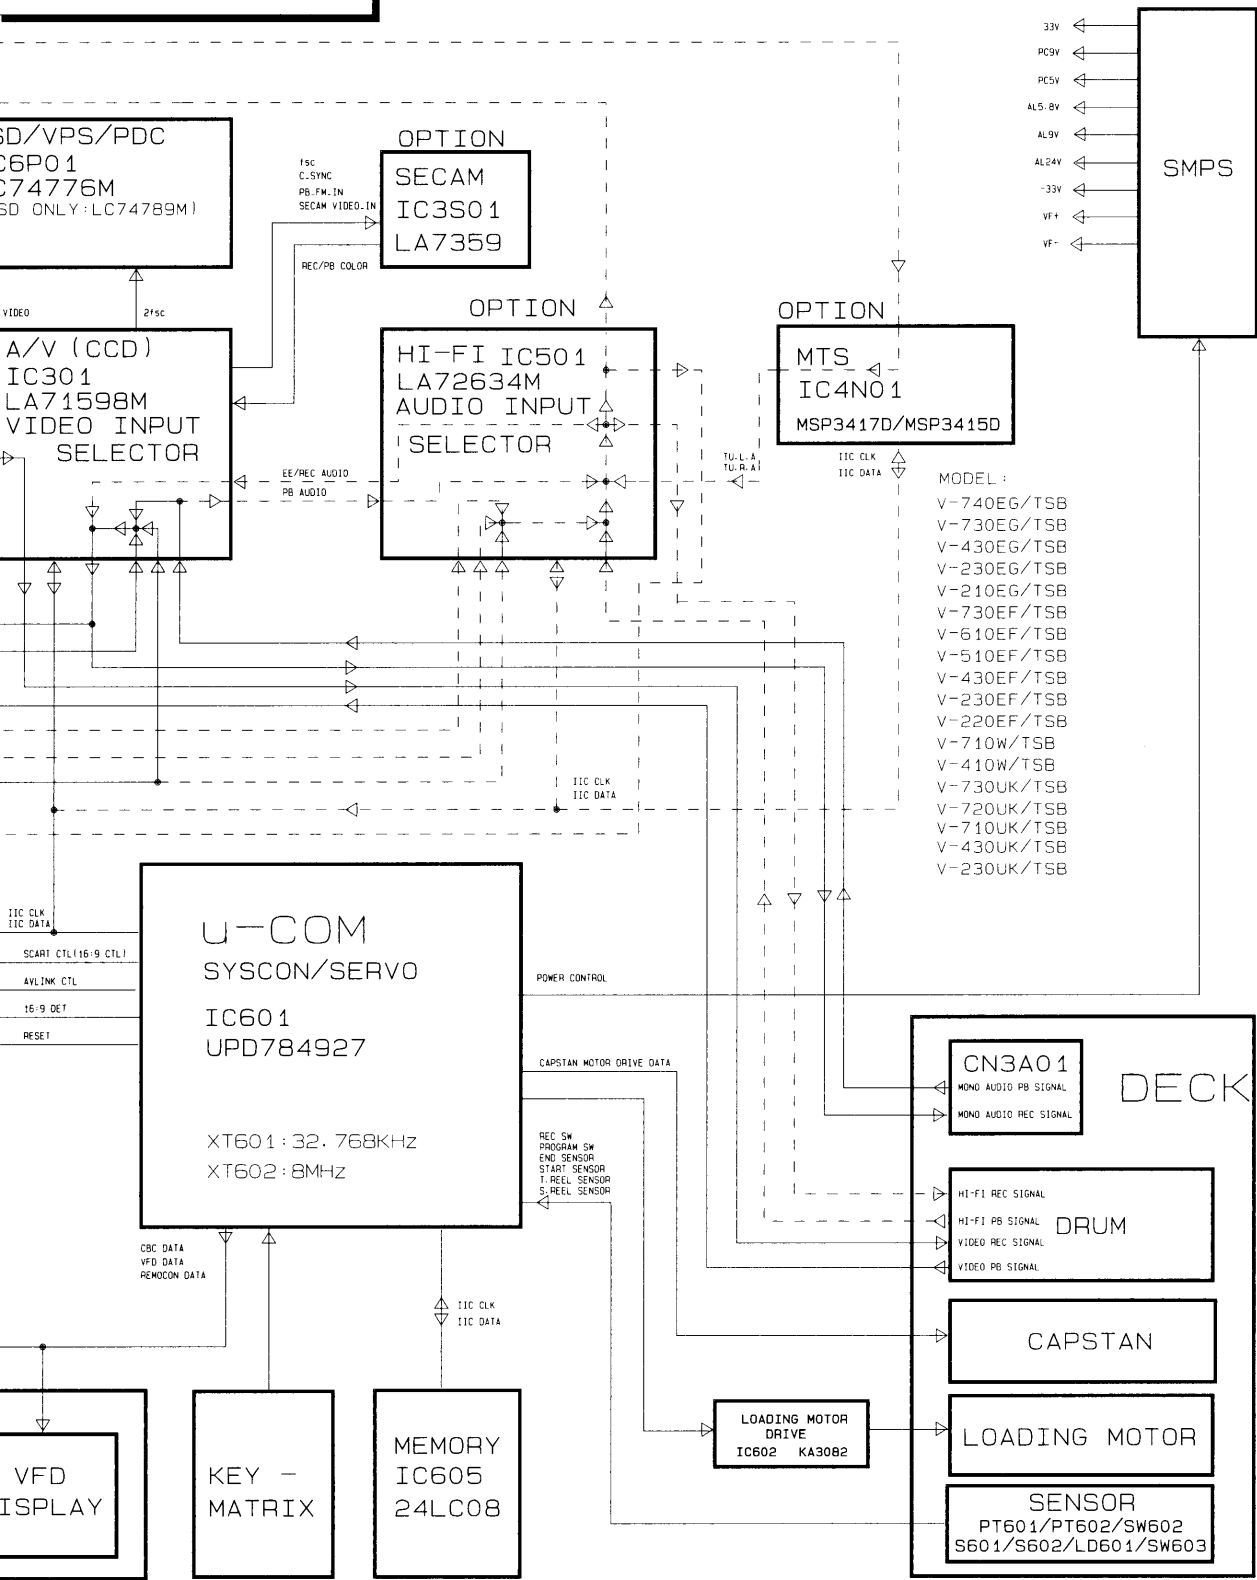 33V
PC9V
PC5V
AL5.8V
AL9V
AL24V
-33V
VF+
VF-
SMPS
SD/VPS/PDC
C6P01
C74776M
SD ONLY:LC74789M)
OPTION
SECAM
IC3S01
LA7359
fsc
C.SYNC
PB.FM.IN
SECAM VIDEO.IN
REC/PB COLOR
VIDEO
2fsc
A/V (CCD)
IC301
LA71598M
VIDEO INPUT
SELECTOR
OPTION
HI-FI IC501
LA72634M
AUDIO INPUT
SELECTOR
EE/REC AUDIO
PB AUDIO
OPTION
MTS
IC4N01
MSP3417D/MSP3415D
TU.L.A
TU.R.A
IIC CLK
IIC DATA
MODEL:
V-740EG/TSB
V-730EG/TSB
V-430EG/TSB
V-230EG/TSB
V-210EG/TSB
V-730EF/TSB
V-610EF/TSB
V-510EF/TSB
V-430EF/TSB
V-230EF/TSB
V-220EF/TSB
V-710W/TSB
V-410W/TSB
V-730UK/TSB
V-720UK/TSB
V-710UK/TSB
V-430UK/TSB
V-230UK/TSB
IIC CLK
IIC DATA
IIC CLK
IIC DATA
SCART CTL(16:9 CTL)
AVLINK CTL
16:9 DET
RESET
u-COM
SYSCON/SERVO
IC601
UPD784927
XT601:32.768KHz
XT602:8MHz
POWER CONTROL
CAPSTAN MOTOR DRIVE DATA
REC SW
PROGRAM SW
END SENSOR
START SENSOR
T.REEL SENSOR
S.REEL SENSOR
CBC DATA
VFD DATA
REMOCON DATA
IIC CLK
IIC DATA
VFD
ISPLAY
KEY -
MATRIX
MEMORY
IC605
24LC08
LOADING MOTOR
DRIVE
IC602 KA3082
DECK
CN3A01
MONO AUDIO PB SIGNAL
MONO AUDIO REC SIGNAL
HI-FI REC SIGNAL
HI-FI PB SIGNAL
VIDEO REC SIGNAL
VIDEO PB SIGNAL
DRUM
CAPSTAN
LOADING MOTOR
SENSOR
PT601/PT602/SW602
S601/S602/LD601/SW603